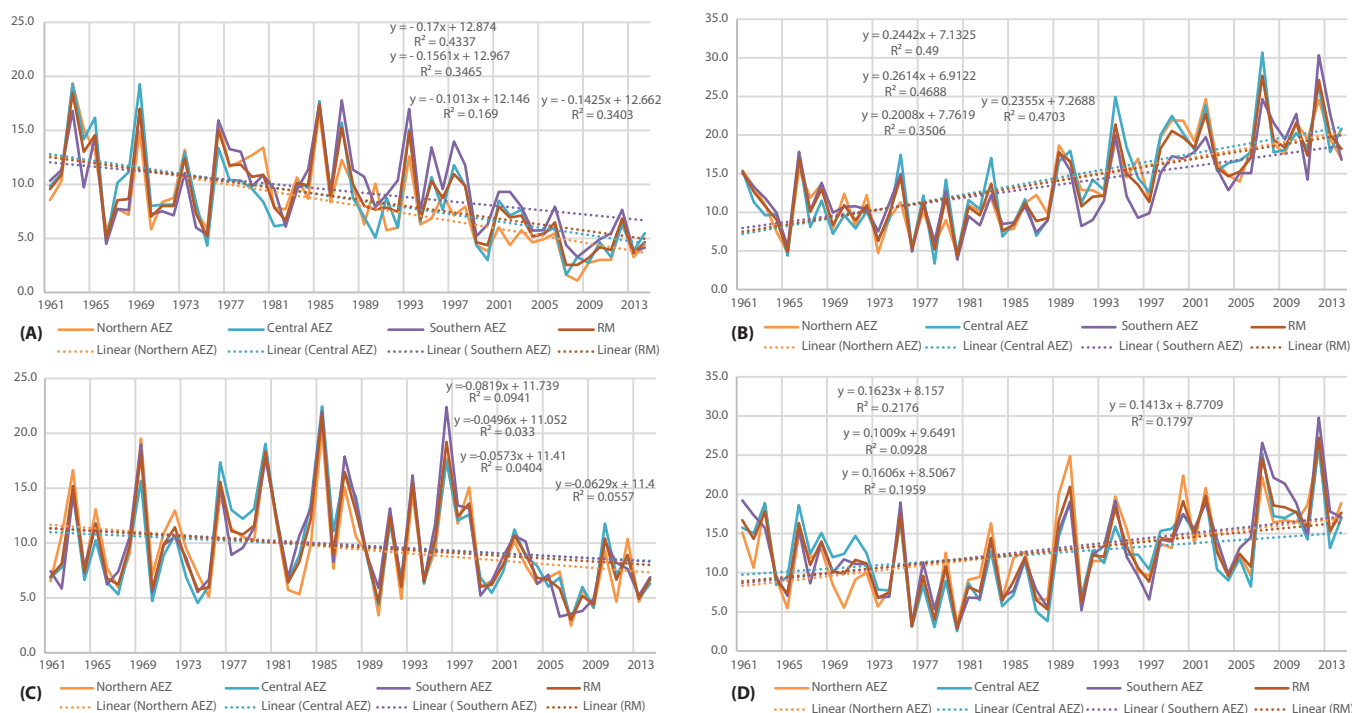 y = - 0.17x + 12.874
R² = 0.4337
y = - 0.1561x + 12.967
R² = 0.3465
y = - 0.1013x + 12.146
R² = 0.169
y = - 0.1425x + 12.662
R² = 0.3403
25.0
20.0
15.0
10.0
5.0
0.0
1961 1965 1969 1973 1977 1981 1985 1989 1993 1997 2001 2005 2009 2013
(A)
Northern AEZ Central AEZ Southern AEZ RM
Linear (Northern AEZ) Linear (Central AEZ) Linear ( Southern AEZ) Linear (RM)
y = 0.2442x + 7.1325
R² = 0.49
y = 0.2614x + 6.9122
R² = 0.4688
y = 0.2008x + 7.7619
R² = 0.3506
y = 0.2355x + 7.2688
R² = 0.4703
35.0
30.0
25.0
20.0
15.0
10.0
5.0
0.0
1961 1965 1969 1973 1977 1981 1985 1989 1993 1997 2001 2005 2009 2013
(B)
Northern AEZ Central AEZ Southern AEZ RM
Linear (Northern AEZ) Linear (Central AEZ) Linear ( Southern AEZ) Linear (RM)
y =-0.0819x + 11.739
R² = 0.0941
y =-0.0496x + 11.052
R² = 0.033
y =-0.0573x + 11.41
R² = 0.0404
y =-0.0629x + 11.4
R² = 0.0557
25.0
20.0
15.0
10.0
5.0
0.0
1961 1965 1969 1973 1977 1981 1985 1989 1993 1997 2001 2005 2009 2013
(C)
Northern AEZ Central AEZ Southern AEZ RM
Linear (Northern AEZ) Linear (Central AEZ) Linear ( Southern AEZ) Linear (RM)
y = 0.1623x + 8.157
R² = 0.2176
y = 0.1009x + 9.6491
R² = 0.0928
y = 0.1606x + 8.5067
R² = 0.1959
y = 0.1413x + 8.7709
R² = 0.1797
35.0
30.0
25.0
20.0
15.0
10.0
5.0
0.0
1961 1965 1969 1973 1977 1981 1985 1989 1993 1997 2001 2005 2009 2013
(D)
Northern AEZ Central AEZ Southern AEZ RM
Linear (Northern AEZ) Linear (Central AEZ) Linear ( Southern AEZ) Linear (RM)